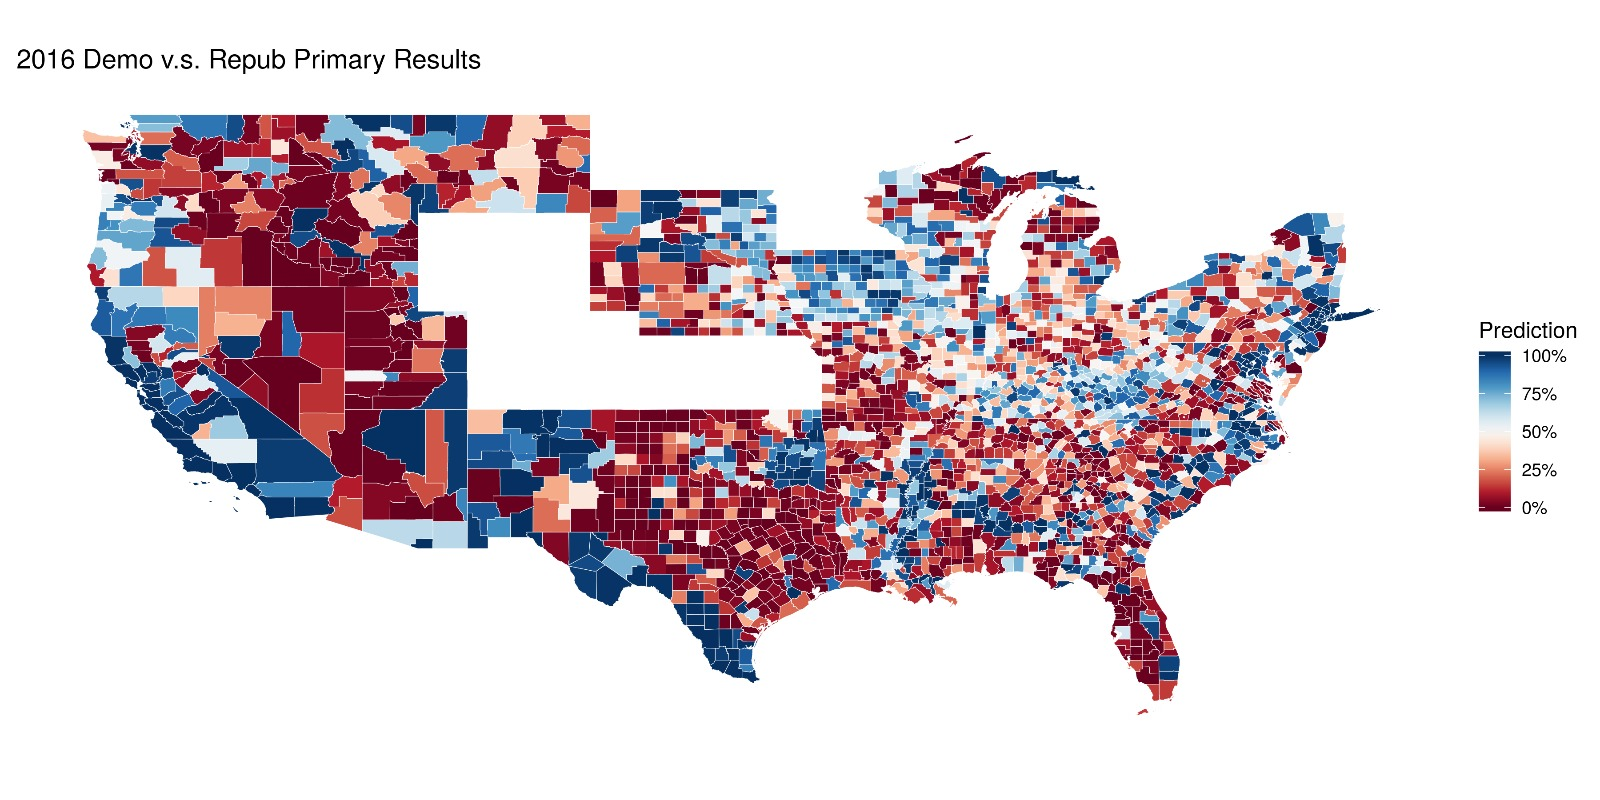 2016 Demo v.s. Repub Primary Results
Prediction
100%
75%
50%
25%
0%